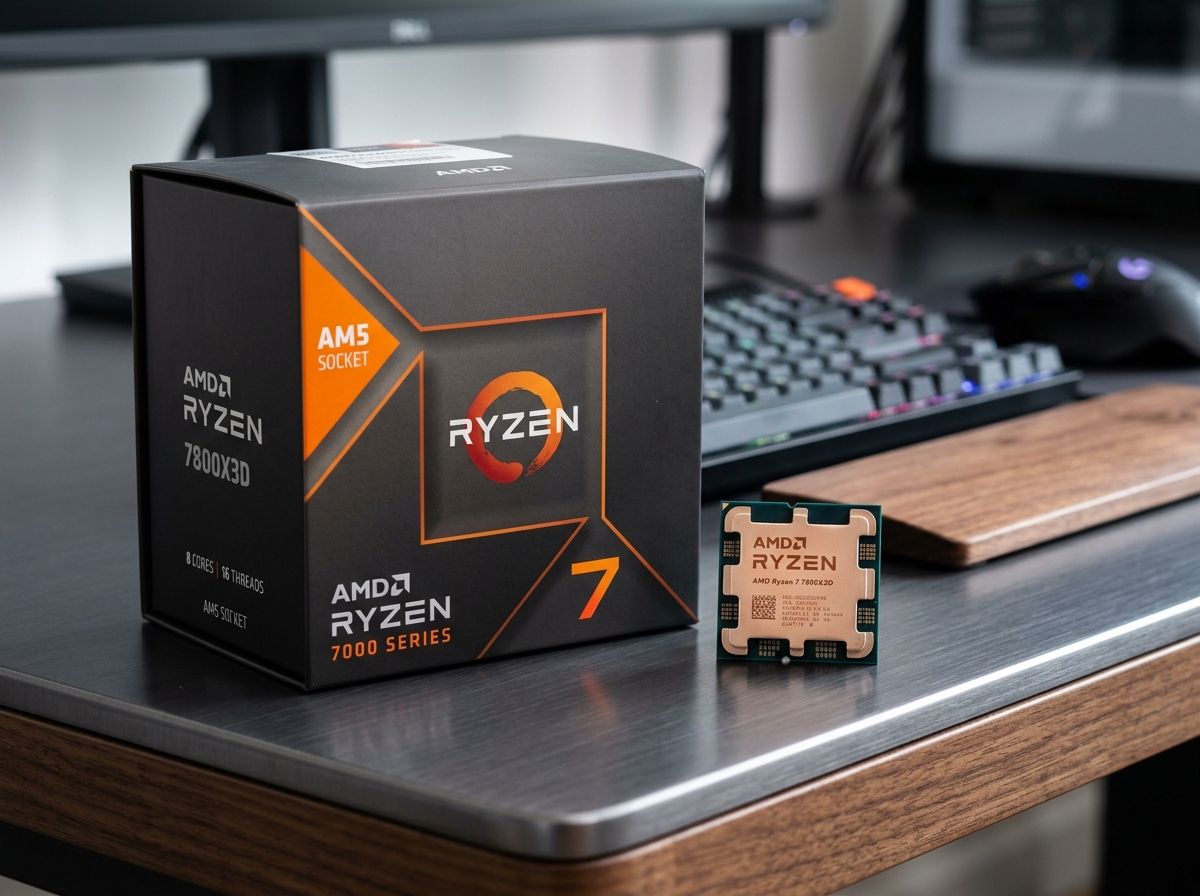 DELL
AMD
AM5
SOCKET
AMD
RYZEN
7800X3D
8 CORES | 16 THREADS
AM5 SOCKET
RYZEN
AMD
RYZEN
7000 SERIES
7
AMD
RYZEN
AMD Ryzen 7 7800X3D